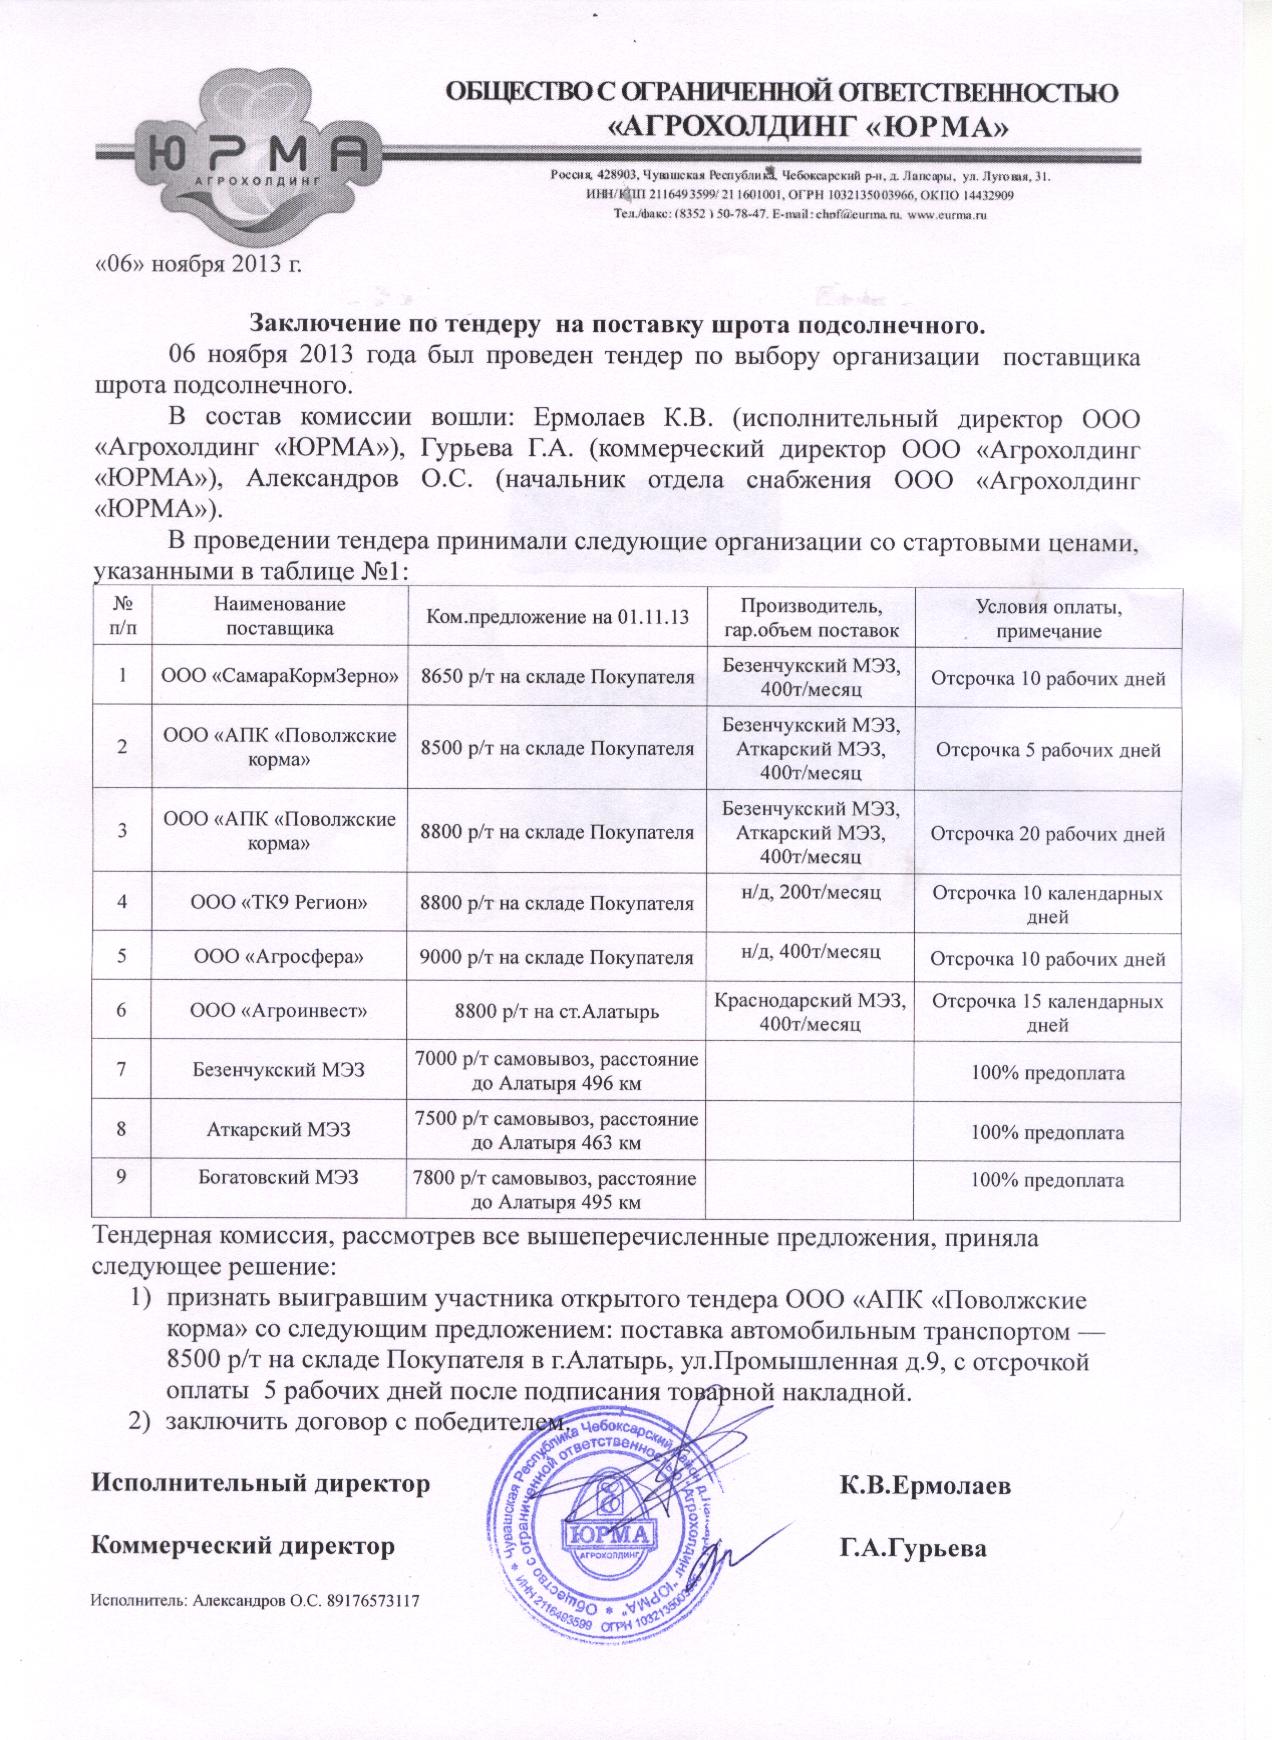 ЮРМА
АГРОХОЛДИНГ
ОБЩЕСТВО С ОГРАНИЧЕННОЙ ОТВЕТСТВЕННОСТЬЮ
«АГРОХОЛДИНГ «ЮРМА»
Россия, 428903, Чувашская Республика, Чебоксарский р-н, д. Лапсары, ул. Луговая, 31.
ИНН/КПП 2116493599/ 211601001, ОГРН 1032135003966, ОКПО 14432909
Тел./факс: (8352 ) 50-78-47. E-mail: chpf@eurma.ru. www.eurma.ru
«06» ноября 2013 г.
Заключение по тендеру на поставку шрота подсолнечного.
06 ноября 2013 года был проведен тендер по выбору организации поставщика
шрота подсолнечного.
В состав комиссии вошли: Ермолаев К.В. (исполнительный директор ООО
«Агрохолдинг «ЮРМА»), Гурьева Г.А. (коммерческий директор ООО «Агрохолдинг
«ЮРМА»), Александров О.С. (начальник отдела снабжения ООО «Агрохолдинг
«ЮРМА»).
В проведении тендера принимали следующие организации со стартовыми ценами,
указанными в таблице №1:
№ п/п Наименование поставщика Ком.предложение на 01.11.13 Производитель, гар.объем поставок Условия оплаты, примечание
1 ООО «СамараКормЗерно» 8650 р/т на складе Покупателя Безенчукский МЭЗ, 400т/месяц Отсрочка 10 рабочих дней
2 ООО «АПК «Поволжские корма» 8500 р/т на складе Покупателя Безенчукский МЭЗ, Аткарский МЭЗ, 400т/месяц Отсрочка 5 рабочих дней
3 ООО «АПК «Поволжские корма» 8800 р/т на складе Покупателя Безенчукский МЭЗ, Аткарский МЭЗ, 400т/месяц Отсрочка 20 рабочих дней
4 ООО «ТК9 Регион» 8800 р/т на складе Покупателя н/д, 200т/месяц Отсрочка 10 календарных дней
5 ООО «Агросфера» 9000 р/т на складе Покупателя н/д, 400т/месяц Отсрочка 10 рабочих дней
6 ООО «Агроинвест» 8800 р/т на ст.Алатырь Краснодарский МЭЗ, 400т/месяц Отсрочка 15 календарных дней
7 Безенчукский МЭЗ 7000 р/т самовывоз, расстояние до Алатыря 496 км 100% предоплата
8 Аткарский МЭЗ 7500 р/т самовывоз, расстояние до Алатыря 463 км 100% предоплата
9 Богатовский МЭЗ 7800 р/т самовывоз, расстояние до Алатыря 495 км 100% предоплата
Тендерная комиссия, рассмотрев все вышеперечисленные предложения, приняла
следующее решение:
1) признать выигравшим участника открытого тендера ООО «АПК «Поволжские
корма» со следующим предложением: поставка автомобильным транспортом —
8500 р/т на складе Покупателя в г.Алатырь, ул.Промышленная д.9, с отсрочкой
оплаты 5 рабочих дней после подписания товарной накладной.
2) заключить договор с победителем.
Исполнительный директор К.В.Ермолаев
Коммерческий директор Г.А.Гурьева
Исполнитель: Александров О.С. 89176573117
Чувашская Республика Чебоксарский район
Общество с ограниченной ответственностью "Агрохолдинг "ЮРМА"
ИНН 2116493599 ОГРН 1032135003966
ЮРМА
АГРОХОЛДИНГ